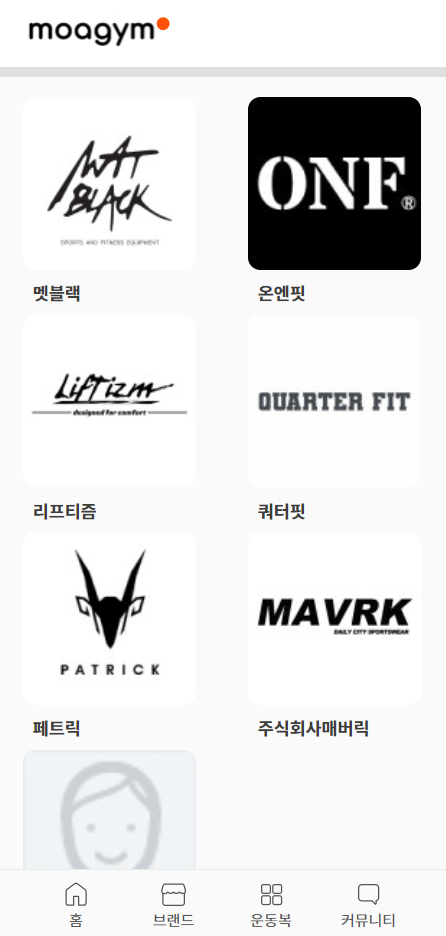 moagym
MAT
BLACK
SPORTS AND FITNESS EQUIPMENT
ONF®
멧블랙
온엔핏
LifTizm
designed for comfort
QUARTER FIT
리프티즘
쿼터핏
PATRICK
MAVRK
DAILY CITY SPORTSWEAR
페트릭
주식회사매버릭
홈
브랜드
운동복
커뮤니티